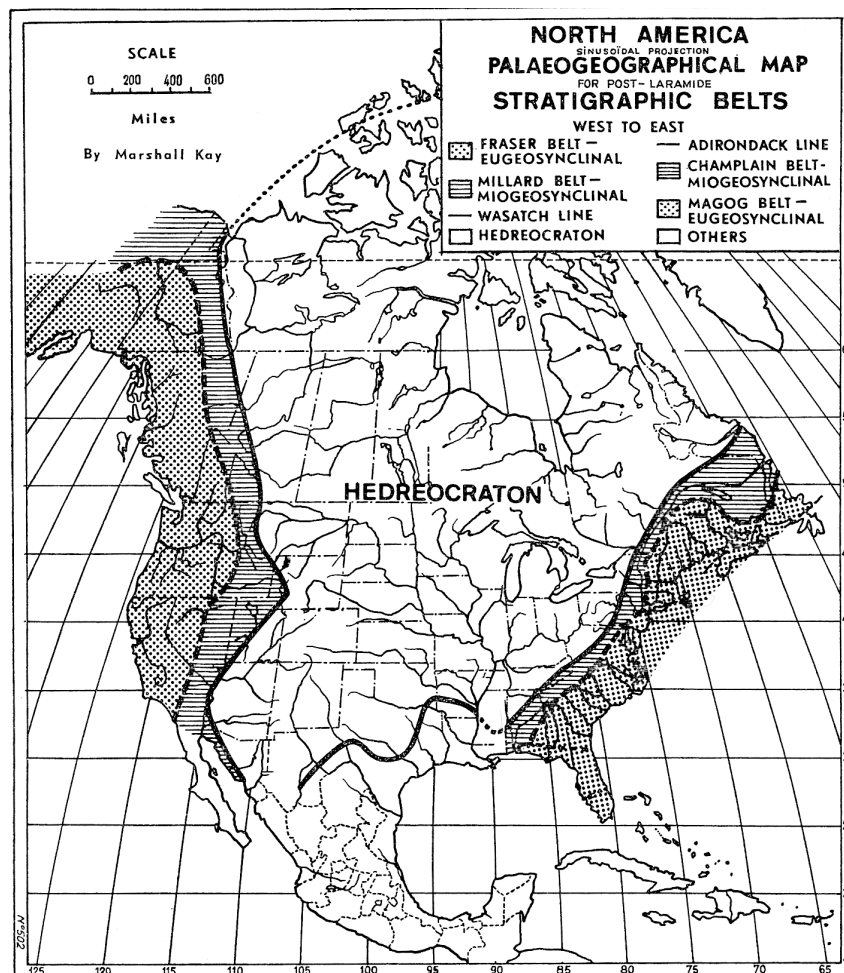 SCALE
0 200 400 600
Miles
By Marshall Kay
NORTH AMERICA
SINUSOÏDAL PROJECTION
PALAEOGEOGRAPHICAL MAP
FOR POST-LARAMIDE
STRATIGRAPHIC BELTS
WEST TO EAST
FRASER BELT-
EUGEOSYNCLINAL
MILLARD BELT-
MIOGEOSYNCLINAL
WASATCH LINE
HEDREOCRATON
ADIRONDACK LINE
CHAMPLAIN BELT-
MIOGEOSYNCLINAL
MAGOG BELT-
EUGEOSYNCLINAL
OTHERS
HEDREOCRATON
Nº502
125 120 115 110 105 100 95 90 85 80 75 70 65